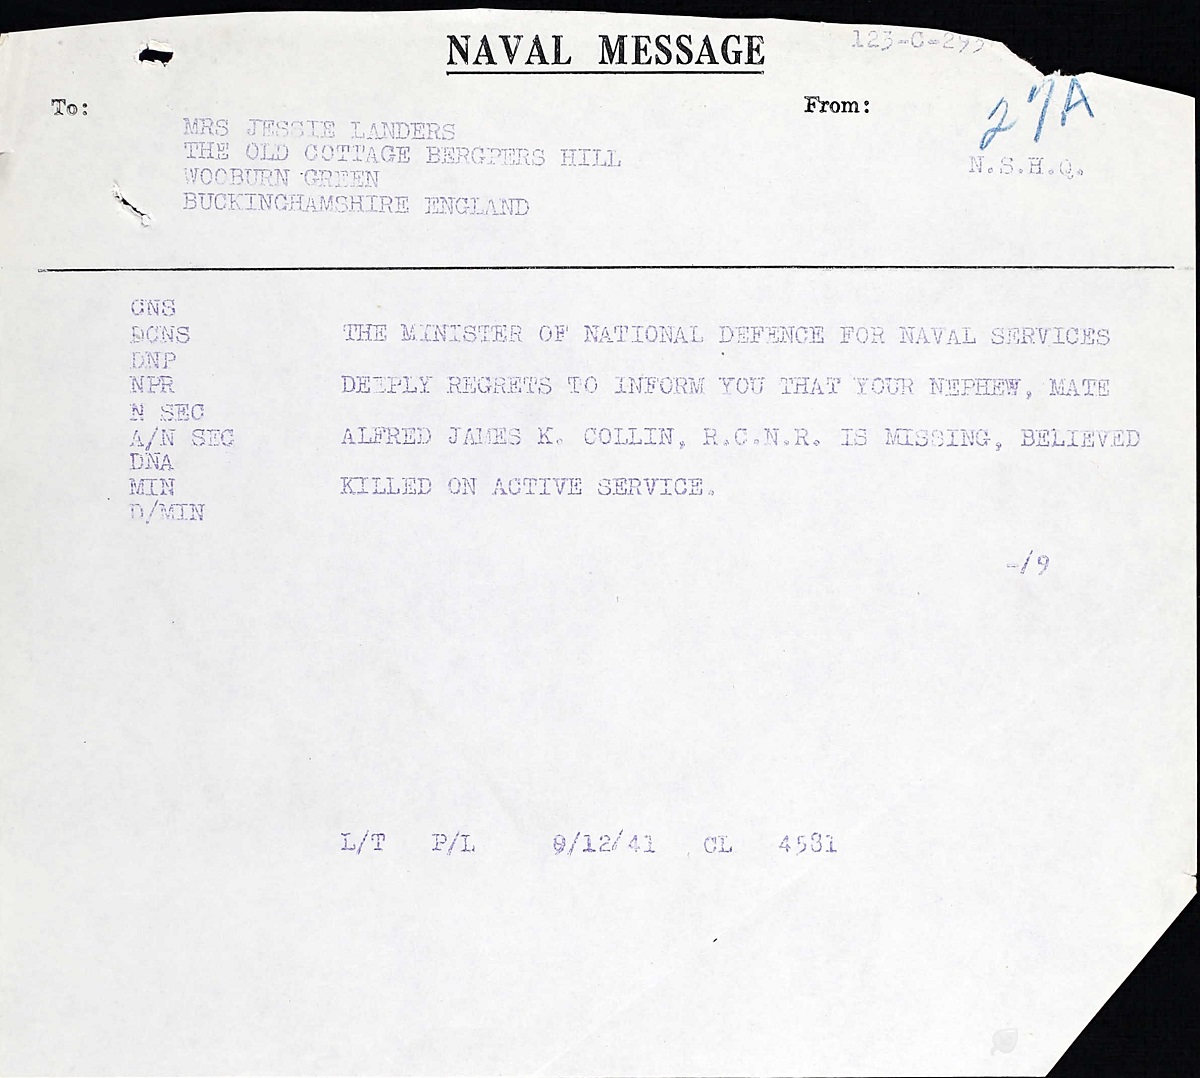 NAVAL MESSAGE
123-C-293
To:
From:
27A
MRS JESSIE LANDERS
THE OLD COTTAGE BERGPERS HILL
WOOBURN GREEN
BUCKINGHAMSHIRE ENGLAND
N.S.H.Q.
CNS
DCNS
DNP
NPR
N SEC
A/N SEC
DNA
MIN
D/MIN
THE MINISTER OF NATIONAL DEFENCE FOR NAVAL SERVICES
DEEPLY REGRETS TO INFORM YOU THAT YOUR NEPHEW, MATE
ALFRED JAMES K. COLLIN, R.C.N.R. IS MISSING, BELIEVED
KILLED ON ACTIVE SERVICE.
-/9
L/T P/L 9/12/41 CL 4581